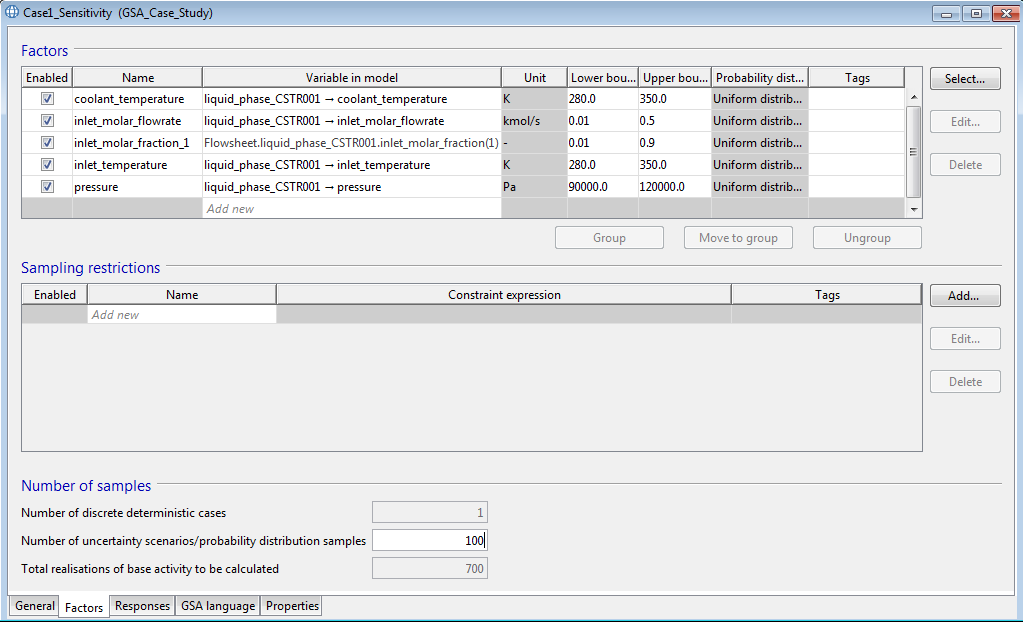 Case1_Sensitivity (GSA_Case_Study)
Factors
Enabled Name Variable in model Unit Lower bou... Upper bou... Probability dist... Tags
coolant_temperature liquid_phase_CSTR001 → coolant_temperature K 280.0 350.0 Uniform distrib...
inlet_molar_flowrate liquid_phase_CSTR001 → inlet_molar_flowrate kmol/s 0.01 0.5 Uniform distrib...
inlet_molar_fraction_1 Flowsheet.liquid_phase_CSTR001.inlet_molar_fraction(1) - 0.01 0.9 Uniform distrib...
inlet_temperature liquid_phase_CSTR001 → inlet_temperature K 280.0 350.0 Uniform distrib...
pressure liquid_phase_CSTR001 → pressure Pa 90000.0 120000.0 Uniform distrib...
Add new
Select...
Edit...
Delete
Group Move to group Ungroup
Sampling restrictions
Enabled Name Constraint expression Tags
Add new
Add...
Edit...
Delete
Number of samples
Number of discrete deterministic cases 1
Number of uncertainty scenarios/probability distribution samples 100
Total realisations of base activity to be calculated 700
General Factors Responses GSA language Properties